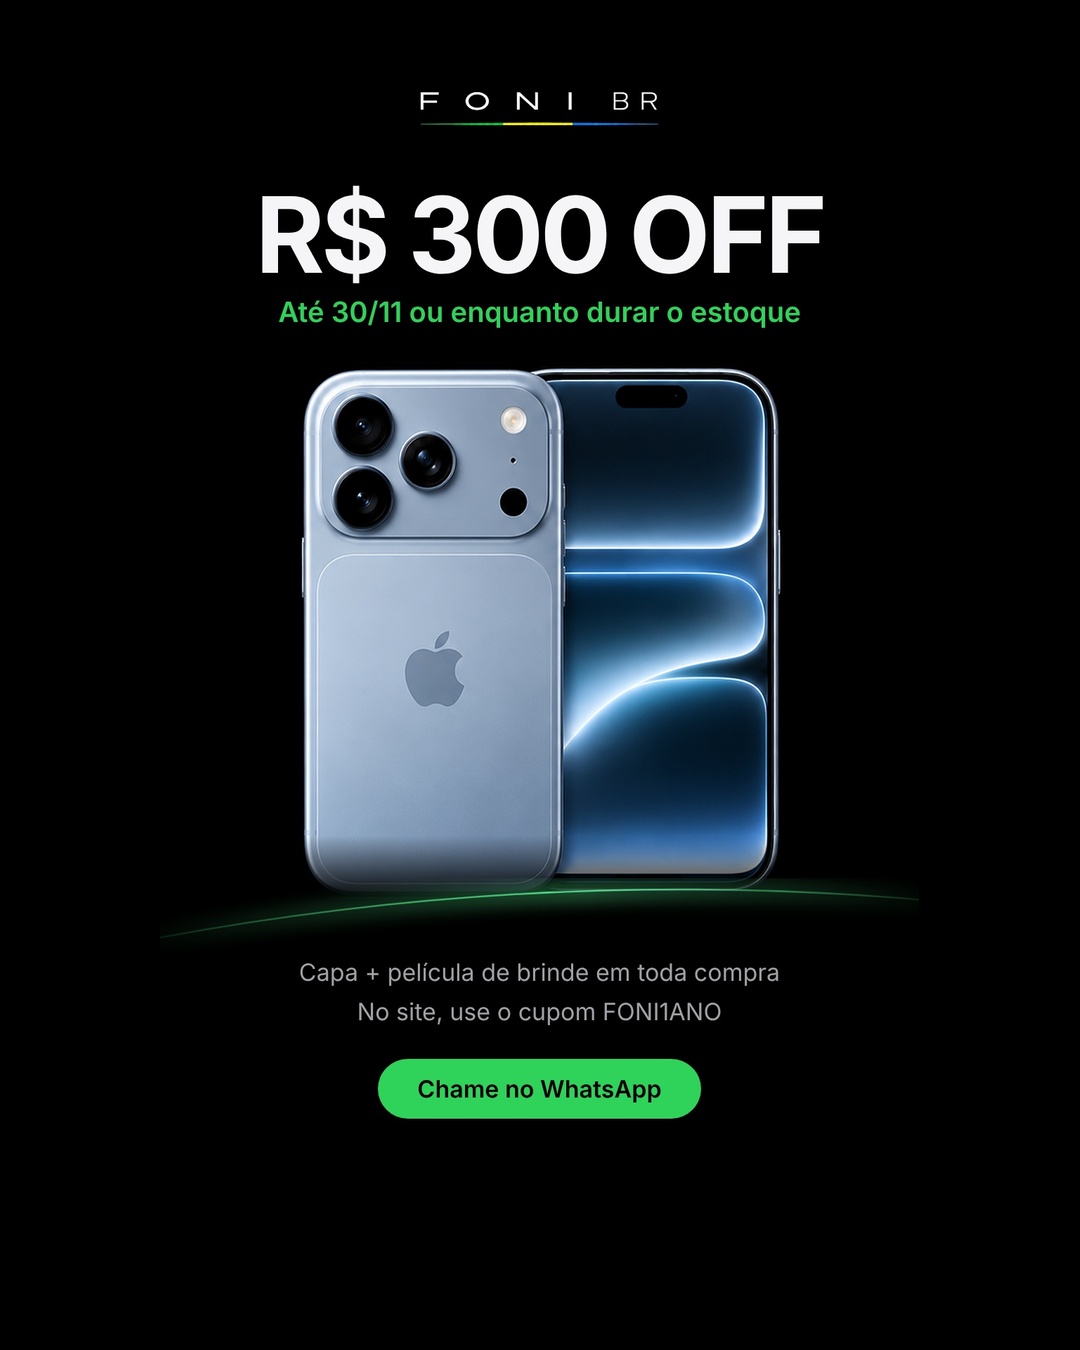 FONI BR
R$ 300 OFF
Até 30/11 ou enquanto durar o estoque
Capa + película de brinde em toda compra
No site, use o cupom FONI1ANO
Chame no WhatsApp